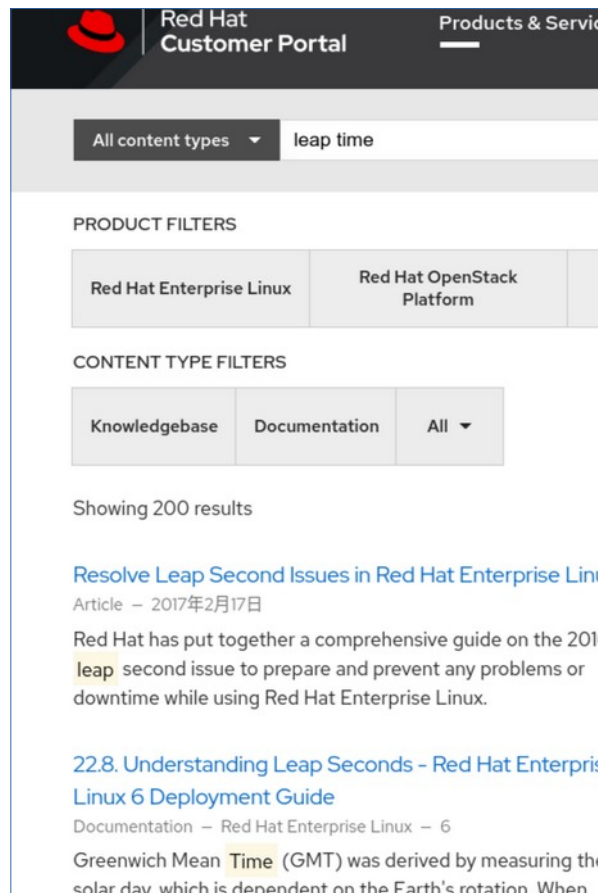 Red Hat
Customer Portal
Products & Servic
All content types
leap time
PRODUCT FILTERS
Red Hat Enterprise Linux
Red Hat OpenStack
Platform
CONTENT TYPE FILTERS
Knowledgebase
Documentation
All
Showing 200 results
Resolve Leap Second Issues in Red Hat Enterprise Linu
Article – 2017年2月17日
Red Hat has put together a comprehensive guide on the 201
leap second issue to prepare and prevent any problems or
downtime while using Red Hat Enterprise Linux.
22.8. Understanding Leap Seconds - Red Hat Enterpris
Linux 6 Deployment Guide
Documentation – Red Hat Enterprise Linux – 6
Greenwich Mean Time (GMT) was derived by measuring the
solar day, which is dependent on the Earth's rotation. When